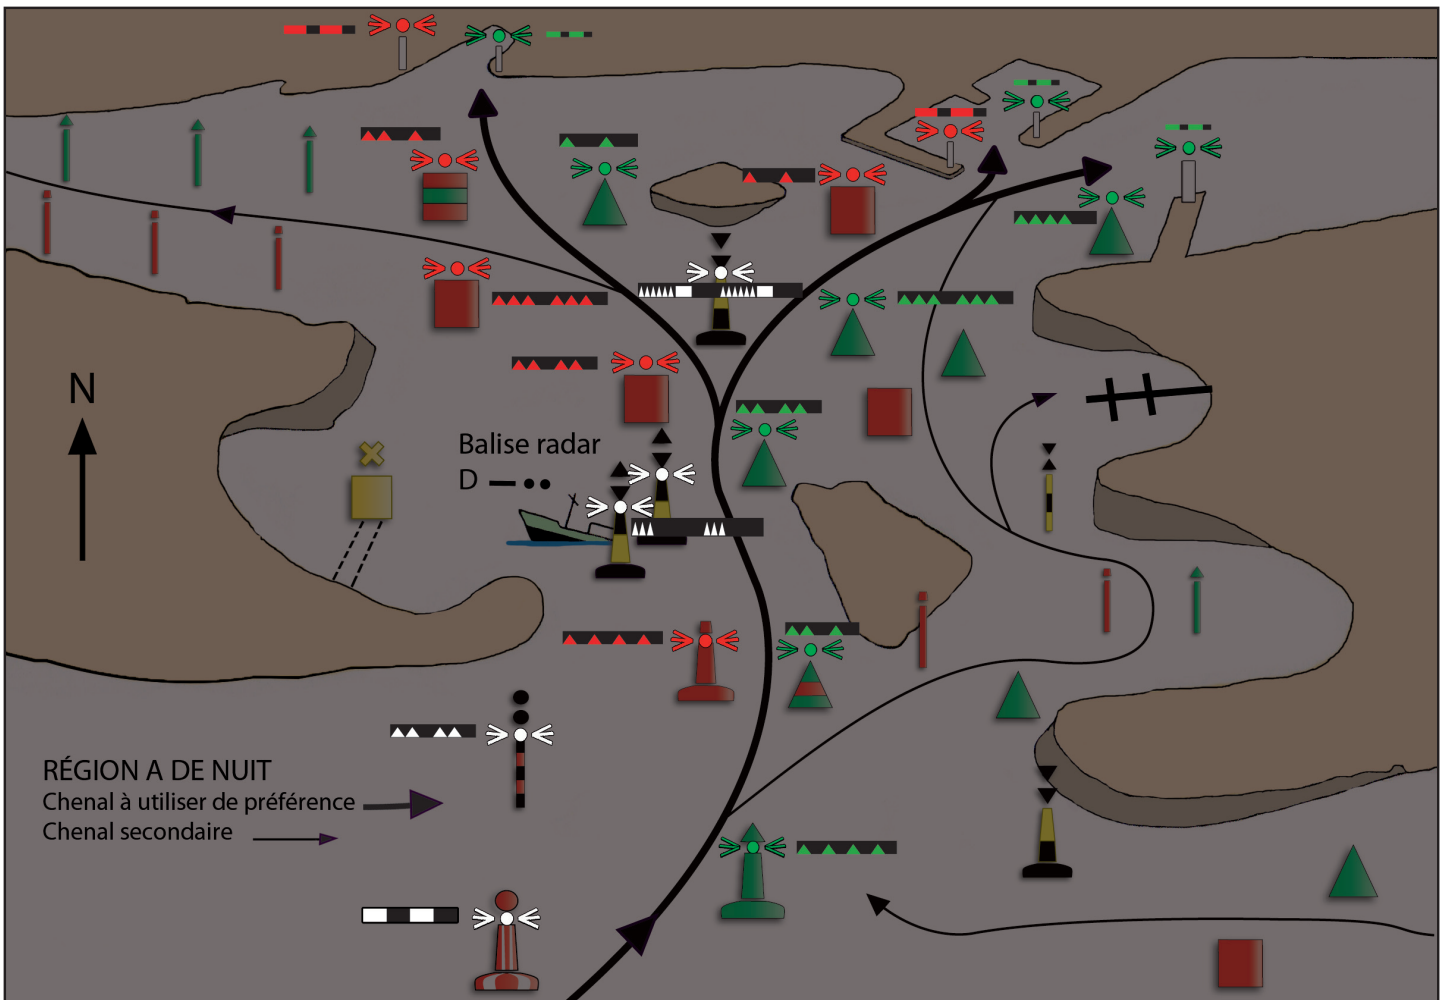 N
Balise radar
D
RÉGION A DE NUIT
Chenal à utiliser de préférence
Chenal secondaire